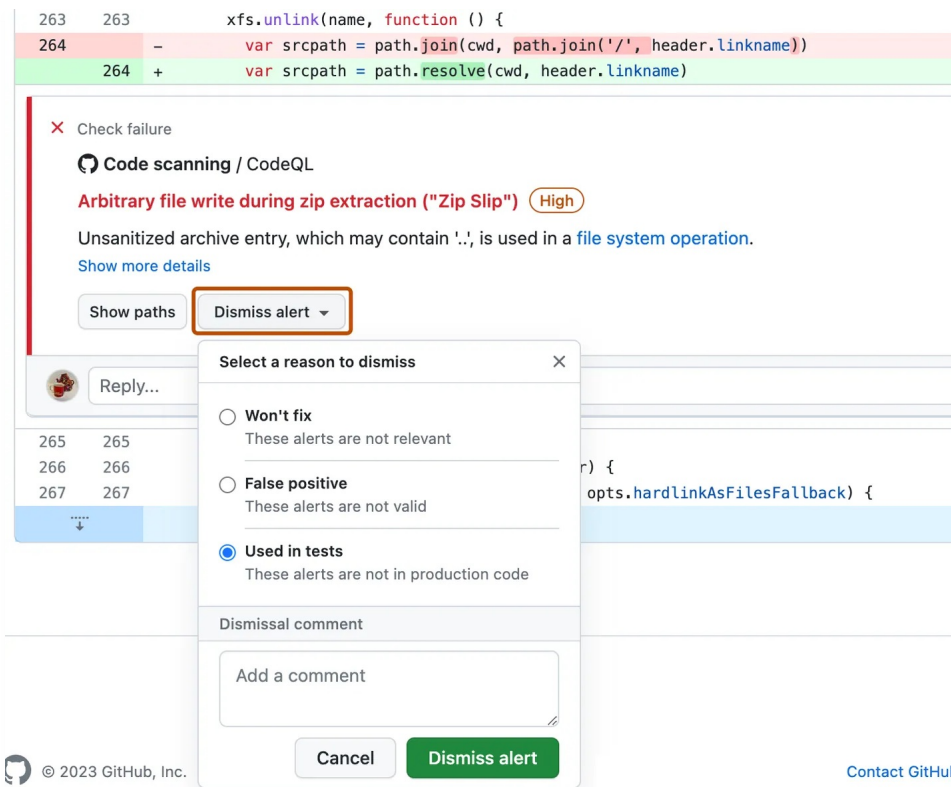 263 263 xfs.unlink(name, function () {
264 - var srcpath = path.join(cwd, path.join('/', header.linkname))
264 + var srcpath = path.resolve(cwd, header.linkname)
Check failure
Code scanning / CodeQL
Arbitrary file write during zip extraction ("Zip Slip") High
Unsanitized archive entry, which may contain '..', is used in a file system operation.
Show more details
Show paths Dismiss alert
Select a reason to dismiss
Reply...
Won't fix
These alerts are not relevant
265 265
266 266 r) {
False positive
267 267 opts.hardlinkAsFilesFallback) {
These alerts are not valid
Used in tests
These alerts are not in production code
Dismissal comment
Add a comment
Cancel Dismiss alert
© 2023 GitHub, Inc. Contact GitHu